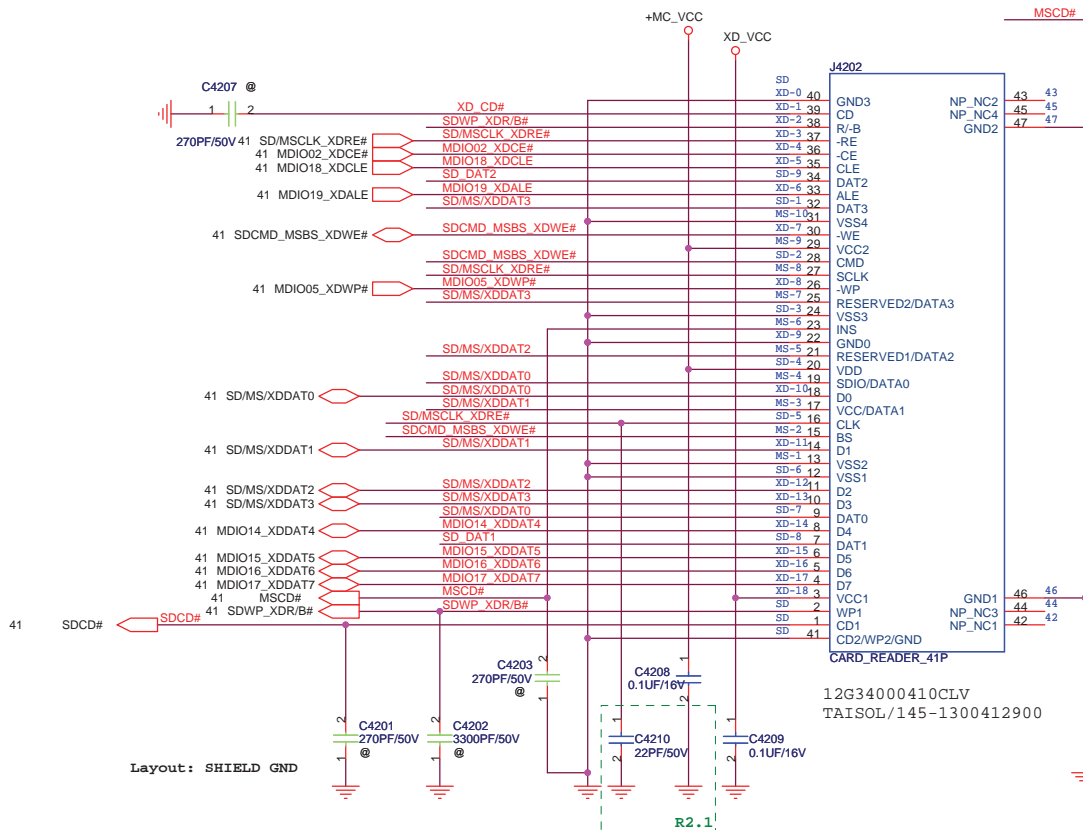 +MC_VCC
MSCD#
XD_VCC
J4202
C4207 @
1 2
270PF/50V
XD_CD# SD XD-0 40 GND3 NP_NC2 43 43
XD-1 39 CD NP_NC4 45 45
SDWP_XDR/B# XD-2 38 R/-B GND2 47 47
41 SD/MSCLK_XDRE# SD/MSCLK_XDRE# XD-3 37 -RE
41 MDIO02_XDCE# MDIO02_XDCE# XD-4 36 -CE
41 MDIO18_XDCLE MDIO18_XDCLE XD-5 35 CLE
SD_DAT2 SD-9 34 DAT2
41 MDIO19_XDALE MDIO19_XDALE XD-6 33 ALE
SD/MS/XDDAT3 SD-1 32 DAT3
MS-10 31 VSS4
41 SDCMD_MSBS_XDWE# SDCMD_MSBS_XDWE# XD-7 30 -WE
MS-9 29 VCC2
SDCMD_MSBS_XDWE# SD-2 28 CMD
SD/MSCLK_XDRE# MS-8 27 SCLK
41 MDIO05_XDWP# MDIO05_XDWP# XD-8 26 -WP
SD/MS/XDDAT3 MS-7 25 RESERVED2/DATA3
SD-3 24 VSS3
MS-6 23 INS
XD-9 22 GND0
SD/MS/XDDAT2 MS-5 21 RESERVED1/DATA2
SD-4 20 VDD
SD/MS/XDDAT0 MS-4 19 SDIO/DATA0
41 SD/MS/XDDAT0 SD/MS/XDDAT0 XD-10 18 D0
SD/MS/XDDAT1 MS-3 17 VCC/DATA1
SD/MSCLK_XDRE# SD-5 16 CLK
SDCMD_MSBS_XDWE# MS-2 15 BS
41 SD/MS/XDDAT1 SD/MS/XDDAT1 XD-11 14 D1
MS-1 13 VSS2
SD-6 12 VSS1
41 SD/MS/XDDAT2 SD/MS/XDDAT2 XD-12 11 D2
41 SD/MS/XDDAT3 SD/MS/XDDAT3 XD-13 10 D3
SD/MS/XDDAT0 SD-7 9 DAT0
41 MDIO14_XDDAT4 MDIO14_XDDAT4 XD-14 8 D4
SD_DAT1 SD-8 7 DAT1
41 MDIO15_XDDAT5 MDIO15_XDDAT5 XD-15 6 D5
41 MDIO16_XDDAT6 MDIO16_XDDAT6 XD-16 5 D6
41 MDIO17_XDDAT7 MDIO17_XDDAT7 XD-17 4 D7
41 MSCD# MSCD# XD-18 3 VCC1 GND1 46 46
41 SDWP_XDR/B# SDWP_XDR/B# SD 2 WP1 NP_NC3 44 44
41 SDCD# SDCD# SD 1 CD1 NP_NC1 42 42
SD 41 CD2/WP2/GND
CARD_READER_41P
12G34000410CLV
TAISOL/145-1300412900
2 C4203
270PF/50V
@ 1
1 C4208
0.1UF/16V
2
2 C4201
270PF/50V
1 @
2 C4202
3300PF/50V
1 @
1 C4210
22PF/50V
2
1 C4209
0.1UF/16V
2
Layout: SHIELD GND
R2.1